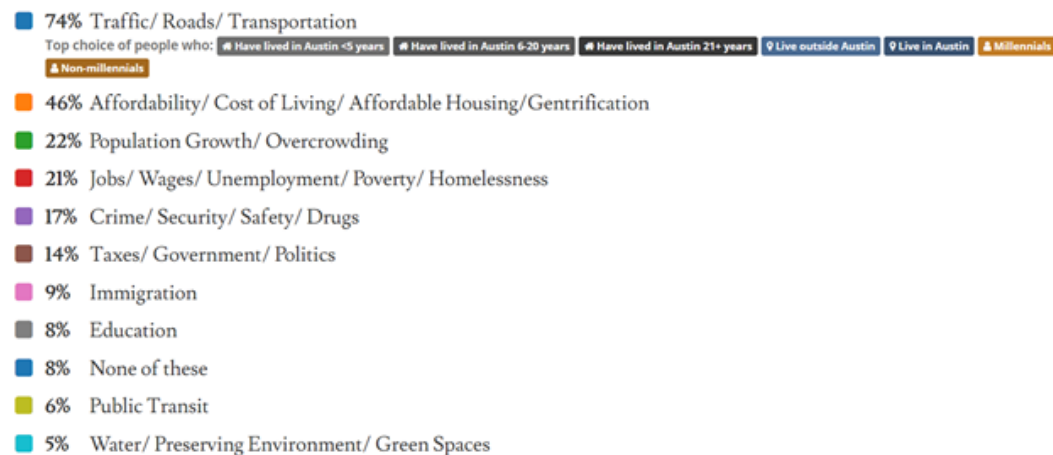 74% Traffic/ Roads/ Transportation
Top choice of people who: Have lived in Austin <5 years Have lived in Austin 6-20 years Have lived in Austin 21+ years Live outside Austin Live in Austin Millennials
Non-millennials
46% Affordability/ Cost of Living/ Affordable Housing/Gentrification
22% Population Growth/ Overcrowding
21% Jobs/ Wages/ Unemployment/ Poverty/ Homelessness
17% Crime/ Security/ Safety/ Drugs
14% Taxes/ Government/ Politics
9% Immigration
8% Education
8% None of these
6% Public Transit
5% Water/ Preserving Environment/ Green Spaces